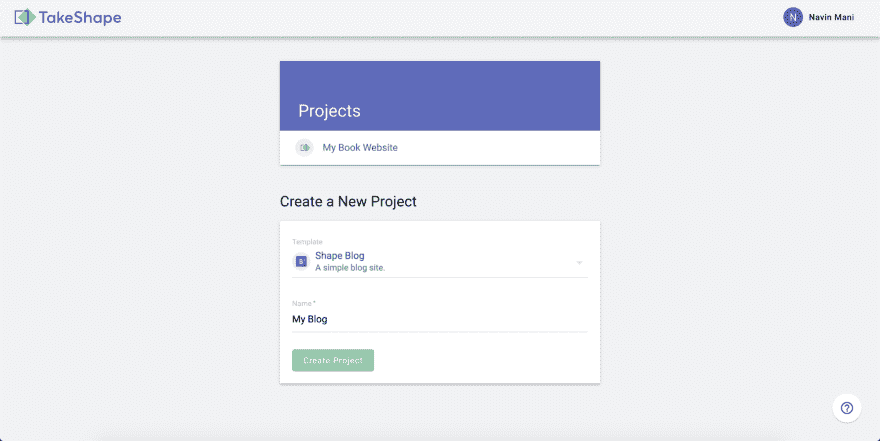 TakeShape
N Navin Mani
Projects
My Book Website
Create a New Project
Template
S
Shape Blog
A simple blog site.
Name *
My Blog
Create Project
?